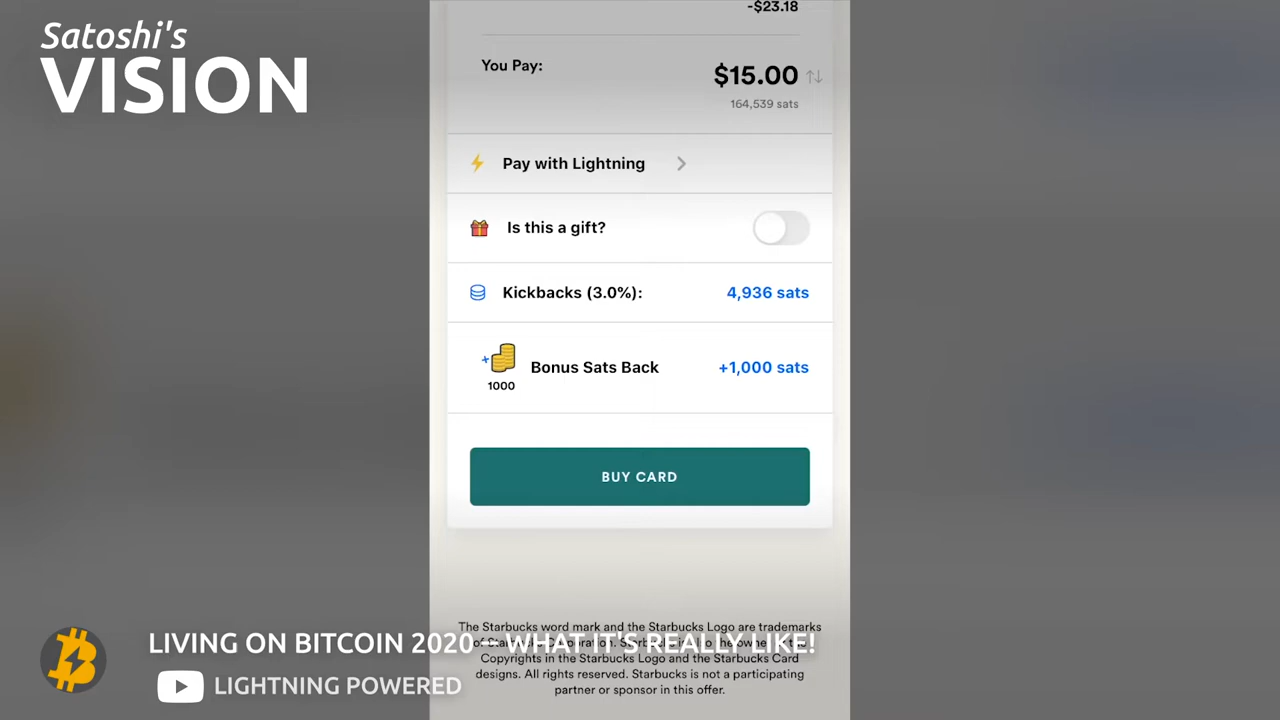 Satoshi's
VISION
-$23.18
You Pay:
$15.00
164,539 sats
Pay with Lightning
Is this a gift?
Kickbacks (3.0%):
4,936 sats
1000
Bonus Sats Back
+1,000 sats
BUY CARD
The Starbucks word mark and the Starbucks Logo are trademarks
Copyrights in the Starbucks Logo and the Starbucks Card
designs. All rights reserved. Starbucks is not a participating
partner or sponsor in this offer.
LIVING ON BITCOIN 2020 - WHAT IT'S REALLY LIKE!
LIGHTNING POWERED